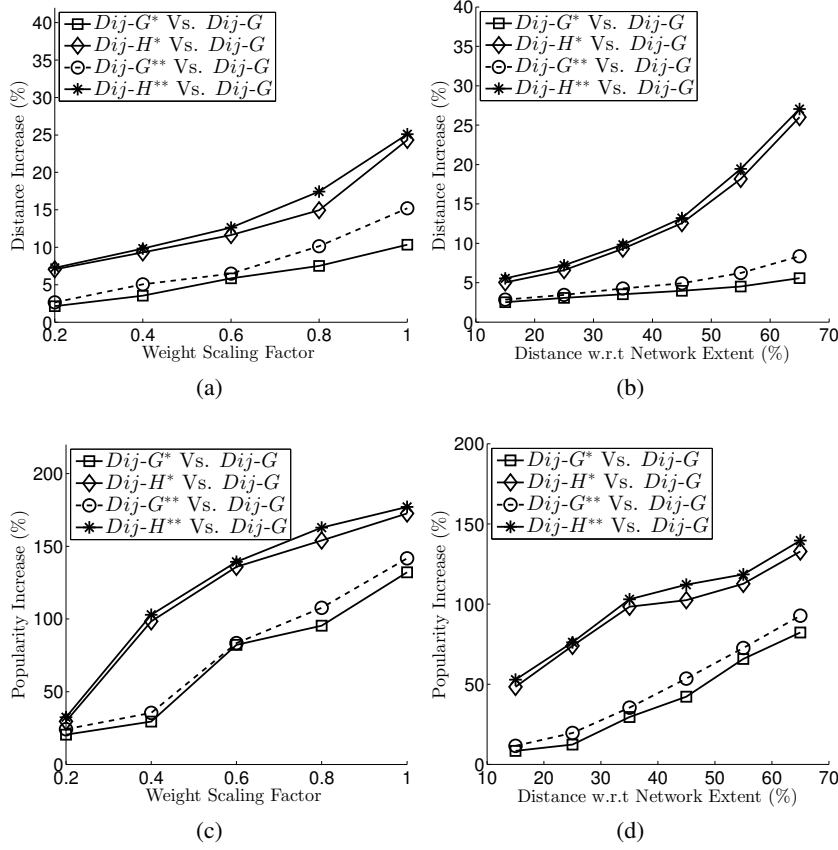 Dij-G* Vs. Dij-G
Dij-H* Vs. Dij-G
Dij-G** Vs. Dij-G
Dij-H** Vs. Dij-G
40
35
30
25
20
15
10
5
0
Distance Increase (%)
0.2 0.4 0.6 0.8 1
Weight Scaling Factor
(a)
Dij-G* Vs. Dij-G
Dij-H* Vs. Dij-G
Dij-G** Vs. Dij-G
Dij-H** Vs. Dij-G
40
35
30
25
20
15
10
5
0
Distance Increase (%)
10 20 30 40 50 60 70
Distance w.r.t Network Extent (%)
(b)
Dij-G* Vs. Dij-G
Dij-H* Vs. Dij-G
Dij-G** Vs. Dij-G
Dij-H** Vs. Dij-G
200
150
100
50
0
Popularity Increase (%)
0.2 0.4 0.6 0.8 1
Weight Scaling Factor
(c)
Dij-G* Vs. Dij-G
Dij-H* Vs. Dij-G
Dij-G** Vs. Dij-G
Dij-H** Vs. Dij-G
200
150
100
50
0
Popularity Increase (%)
10 20 30 40 50 60 70
Distance w.r.t Network Extent (%)
(d)